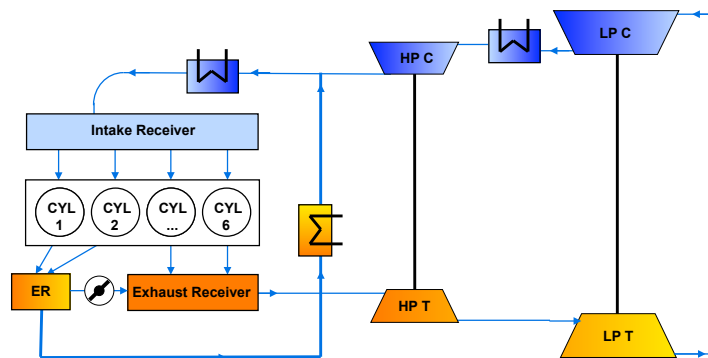 LP C
HP C
Intake Receiver
CYL
1
CYL
2
CYL
...
CYL
6
ER
Exhaust Receiver
HP T
LP T